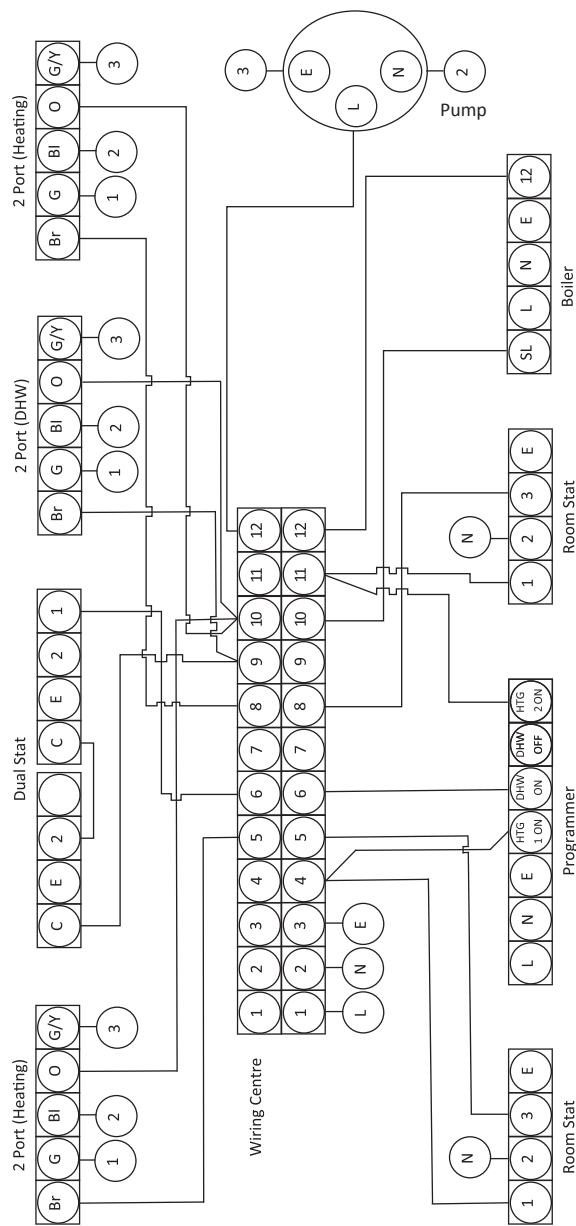 2 Port (Heating)
Br G Bl O G/Y
1 2 3
Dual Stat
C E 2 C E 2 1
2 Port (DHW)
Br G Bl O G/Y
1 2 3
2 Port (Heating)
Br G Bl O G/Y
1 2 3
Wiring Centre
1 2 3 4 5 6 7 8 9 10 11 12
1 2 3 4 5 6 7 8 9 10 11 12
L N E
3
E
L
N
2
Pump
N
1 2 3 E
Room Stat
L N E HTG 1 ON DHW ON DHW OFF HTG 2 ON
Programmer
N
1 2 3 E
Room Stat
SL L N E 12
Boiler